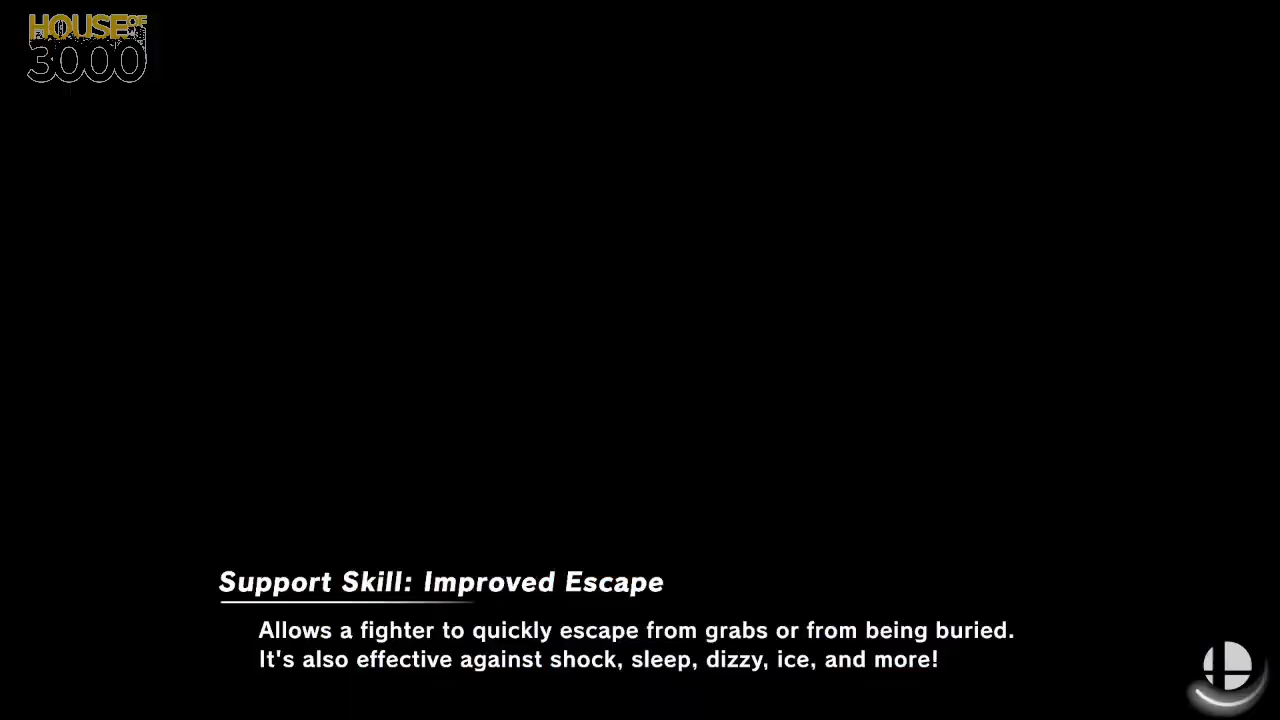 HOUSE OF
3000
Support Skill: Improved Escape
Allows a fighter to quickly escape from grabs or from being buried.
It's also effective against shock, sleep, dizzy, ice, and more!